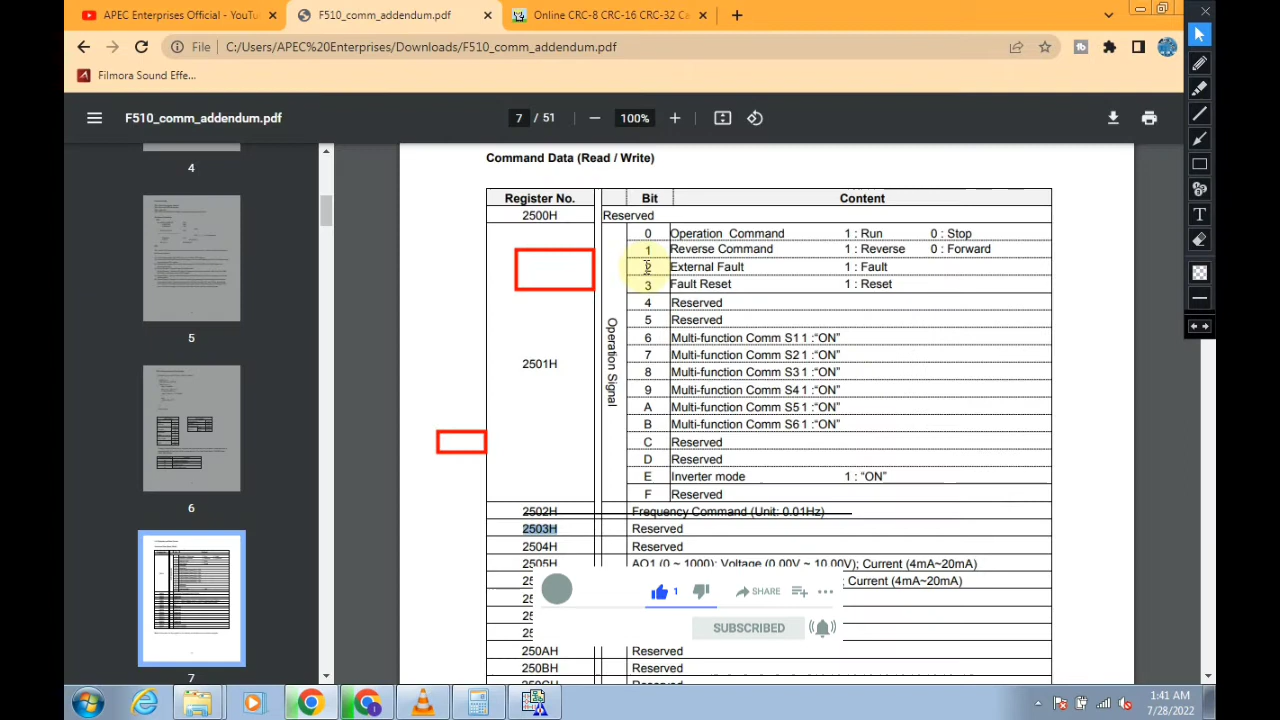 APEC Enterprises Official - YouTu
F510_comm_addendum.pdf
Online CRC-8 CRC-16 CRC-32 Ca
File
C:/Users/APEC%20Enterprises/Downloads/F510_comm_addendum.pdf
Filmora Sound Effe...
F510_comm_addendum.pdf
7 / 51
100%
4
5
6
7
Command Data (Read / Write)
Register No. Bit Content
2500H Reserved
0 Operation Command 1 : Run 0 : Stop
1 Reverse Command 1 : Reverse 0 : Forward
External Fault 1 : Fault
3 Fault Reset 1 : Reset
4 Reserved
5 Reserved
6 Multi-function Comm S1 1 :“ON”
7 Multi-function Comm S2 1 :“ON”
2501H
Operation Signal
8 Multi-function Comm S3 1 :“ON”
9 Multi-function Comm S4 1 :“ON”
A Multi-function Comm S5 1 :“ON”
B Multi-function Comm S6 1 :“ON”
C Reserved
D Reserved
E Inverter mode 1 : “ON”
F Reserved
2502H Frequency Command (Unit: 0.01Hz)
2503H Reserved
2504H Reserved
2505H AO1 (0 ~ 1000): Voltage (0.00V ~ 10.00V); Current (4mA~20mA)
; Current (4mA~20mA)
1 SHARE
SUBSCRIBED
250AH Reserved
250BH Reserved
1:41 AM
7/28/2022